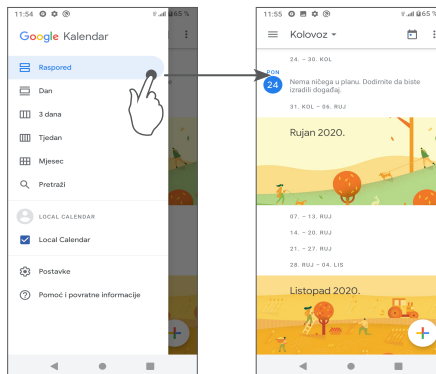 11:54
65 %
Google Kalendar
Raspored
Dan
3 dana
Tjedan
Mjesec
Pretraži
LOCAL CALENDAR
Local Calendar
Postavke
Pomoć i povratne informacije
11:55
65 %
Kolovoz
24. – 30. KOL
PON
24
Nema ničega u planu. Dodirnite da biste
izradili događaj.
31. KOL – 06. RUJ
Rujan 2020.
07. – 13. RUJ
14. – 20. RUJ
21. – 27. RUJ
28. RUJ – 04. LIS
Listopad 2020.